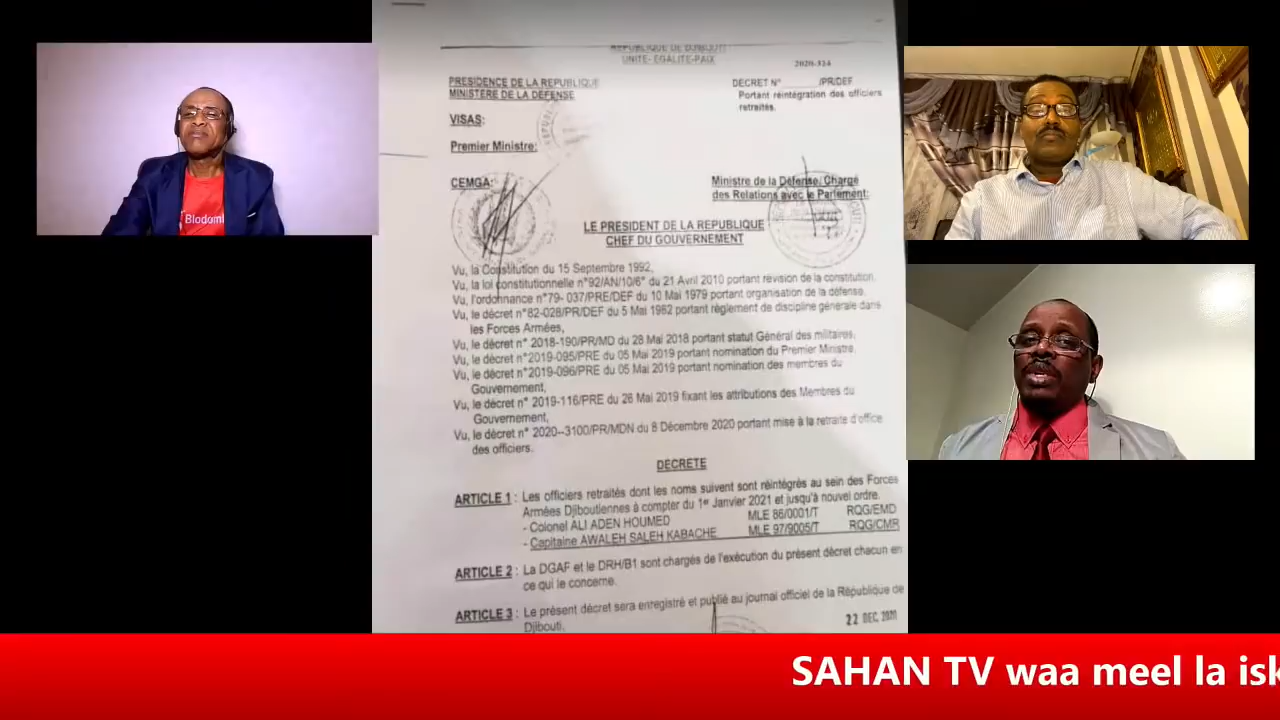 REPUBLIQUE DE DJIBOUTI
UNITE- EGALITE-PAIX
PRESIDENCE DE LA REPUBLIQUE
MINISTERE DE LA DÉFENSE
2020-324
DECRET N° /PR/DEF
Portant réintégration des officiers
retraités.
VISAS:
Premier Ministre:
CEMGA:
Ministre de la Défense, Chargé
des Relations avec le Parlement:
LE PRESIDENT DE LA REPUBLIQUE
CHEF DU GOUVERNEMENT
Vu, la Constitution du 15 Septembre 1992,
Vu, la loi constitutionnelle n°92/AN/10/6° du 21 Avril 2010 portant révision de la constitution.
Vu, l'ordonnance n°79- 037/PRE/DEF du 10 Mai 1979 portant organisation de la défense.
Vu, le décret n°82-028/PR/DEF du 5 Mai 1982 portant règlement de discipline générale dans
les Forces Armées,
Vu, le décret n° 2018-190/PR/MD du 28 Mai 2018 portant statut Général des militaires.
Vu, le décret n°2019-095/PRE du 05 Mai 2019 portant nomination du Premier Ministre.
Vu, le décret n°2019-096/PRE du 05 Mai 2019 portant nomination des membres du
Gouvernement,
Vu, le décret n° 2019-116/PRE du 26 Mai 2019 fixant les attributions des Membres du
Gouvernement,
Vu, le décret n° 2020--3100/PR/MDN du 8 Décembre 2020 portant mise à la retraite d'office
des officiers.
DECRETE
ARTICLE 1 : Les officiers retraités dont les noms suivent sont réintégrés au sein des Forces
Armées Djiboutiennes à compter du 1er Janvier 2021 et jusqu'à nouvel ordre.
- Colonel ALI ADEN HOUMED MLE 86/0001/T RQG/EMD
- Capitaine AWALEH SALEH KABACHE MLE 97/9005/T RQG/CMR
ARTICLE 2 : La DGAF et le DRH/B1 sont chargés de l'exécution du présent décret chacun en
ce qui le concerne.
ARTICLE 3 : Le présent décret sera enregistré et publié au journal officiel de la République de
Djibouti.
22 DEC. 2020
Blodoml
SAHAN TV waa meel la isk